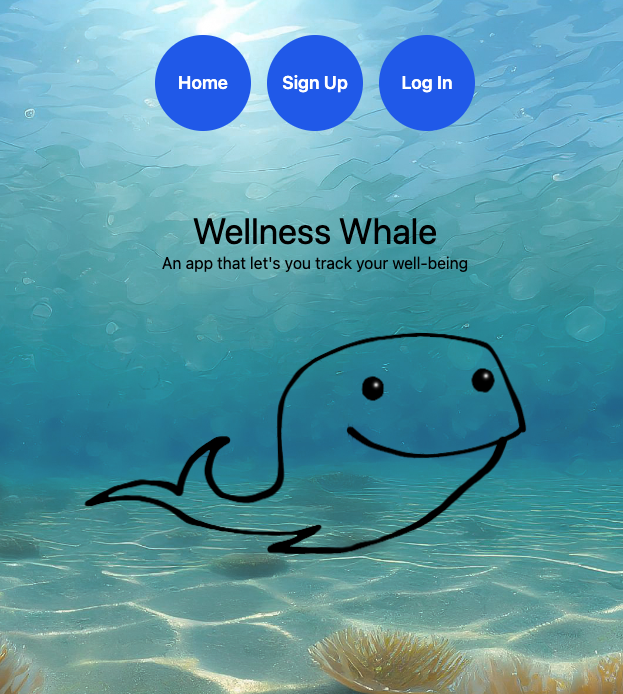 Home
Sign Up
Log In
Wellness Whale
An app that let's you track your well-being